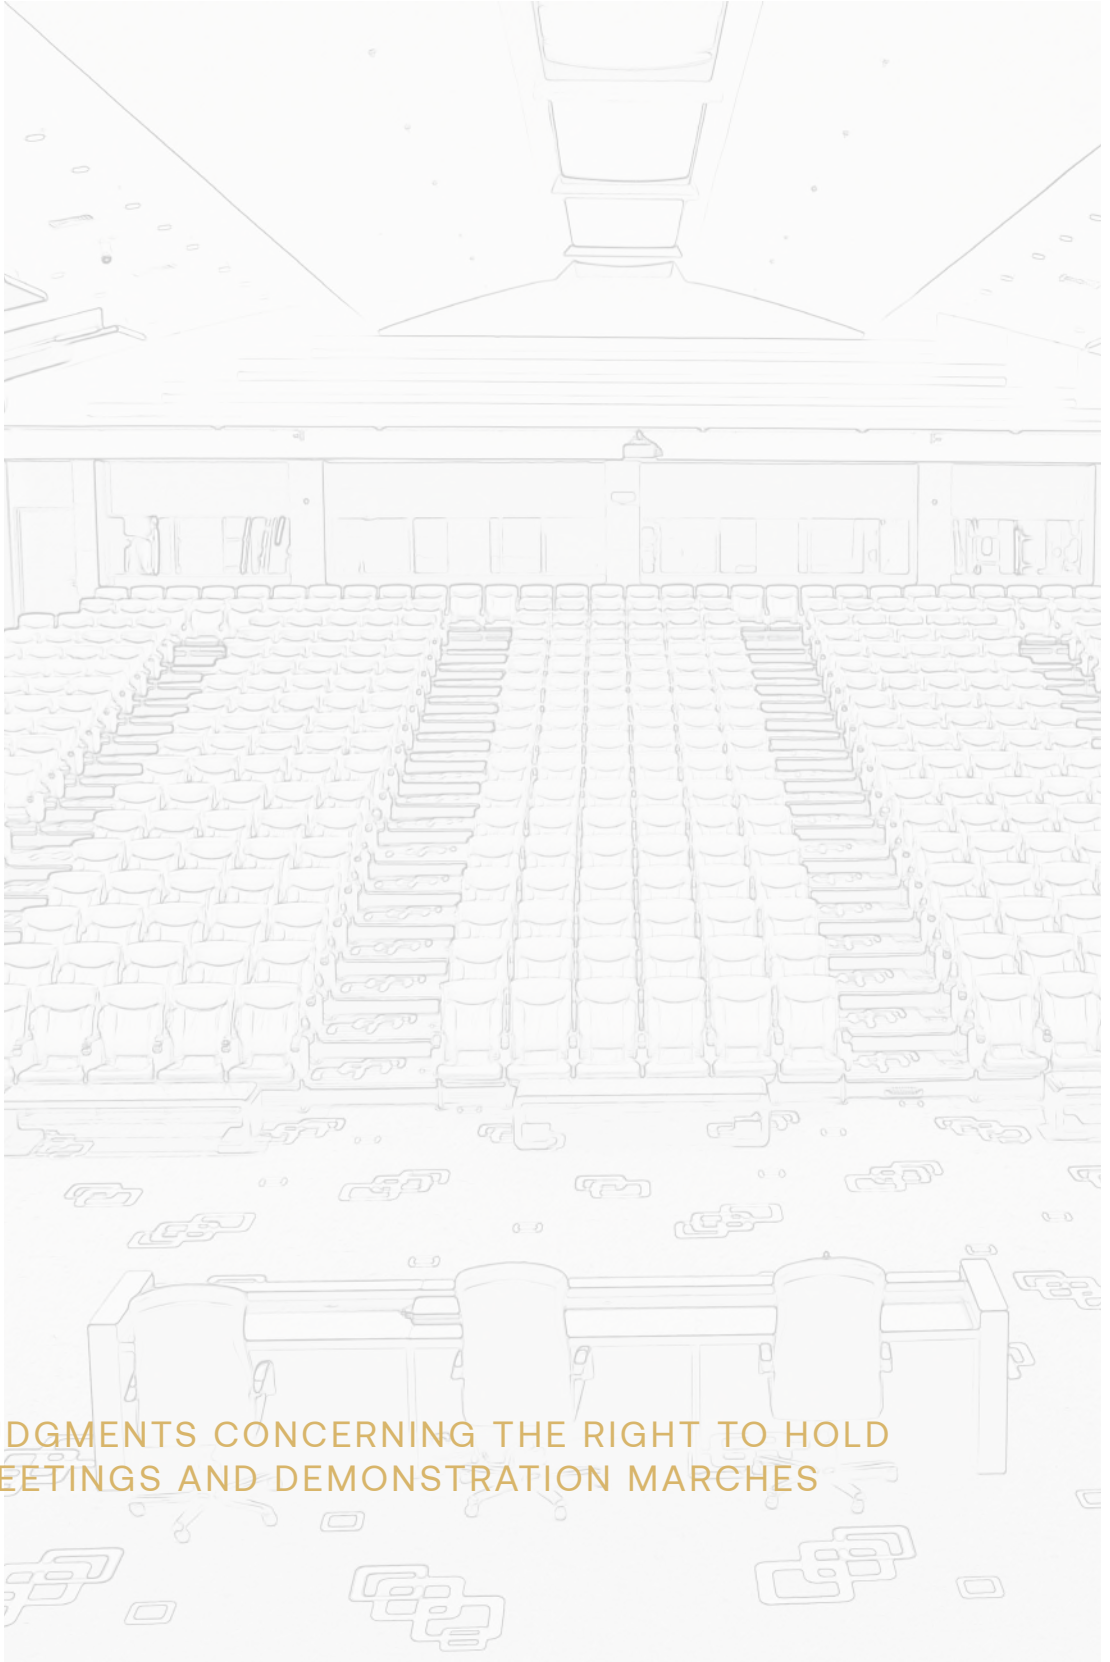 DGMENTS CONCERNING THE RIGHT TO HOLD
EETINGS AND DEMONSTRATION MARCHES